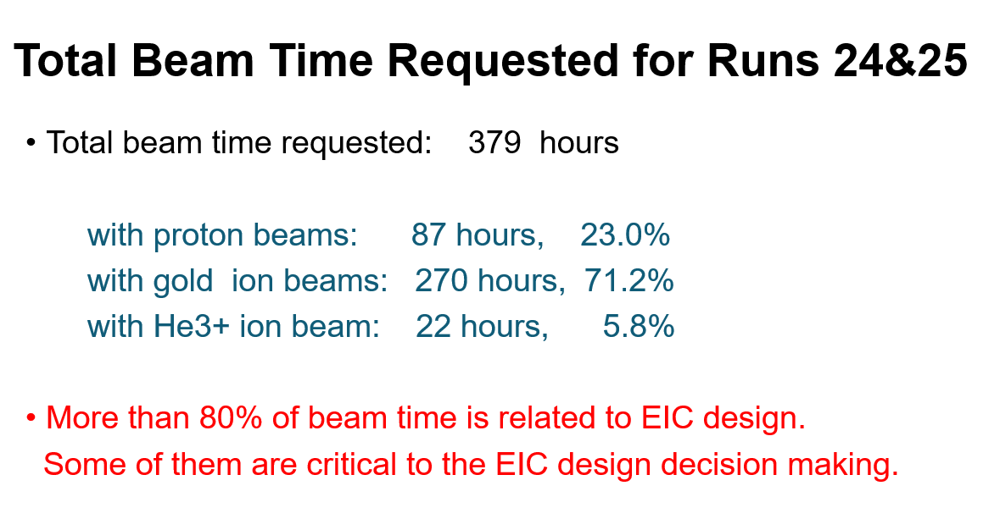 Total Beam Time Requested for Runs 24&25
• Total beam time requested: 379 hours
with proton beams: 87 hours, 23.0%
with gold ion beams: 270 hours, 71.2%
with He3+ ion beam: 22 hours, 5.8%
• More than 80% of beam time is related to EIC design.
Some of them are critical to the EIC design decision making.